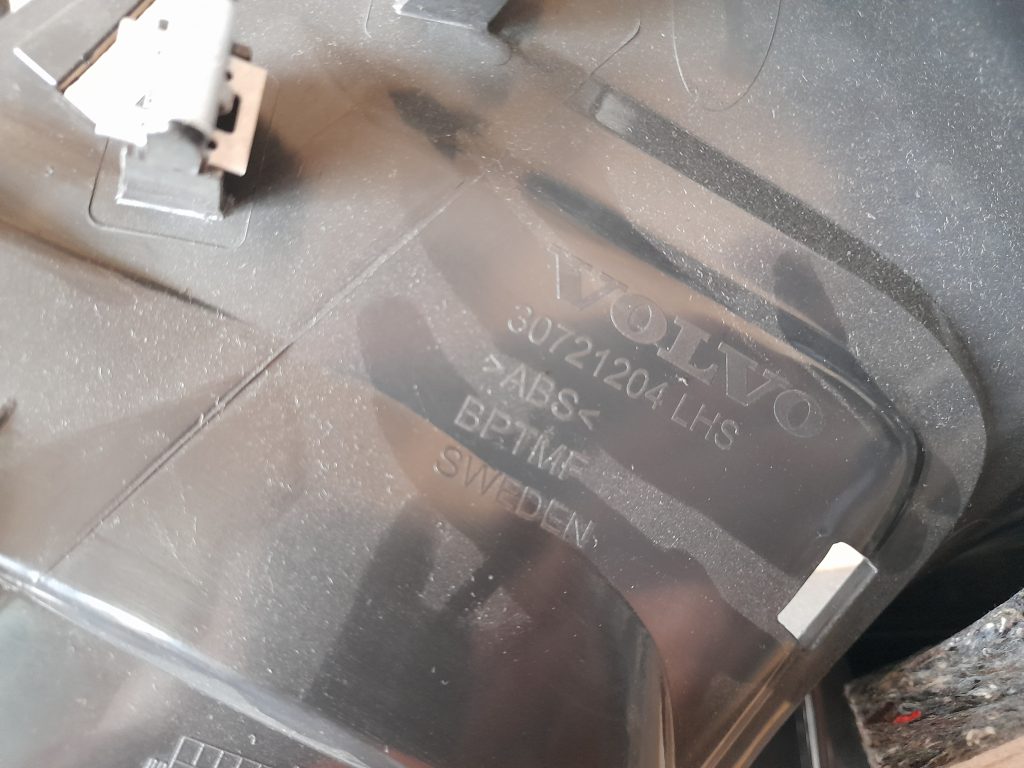 VOLVO
30721204 LHS
>ABS<
BPTMF
SWEDEN